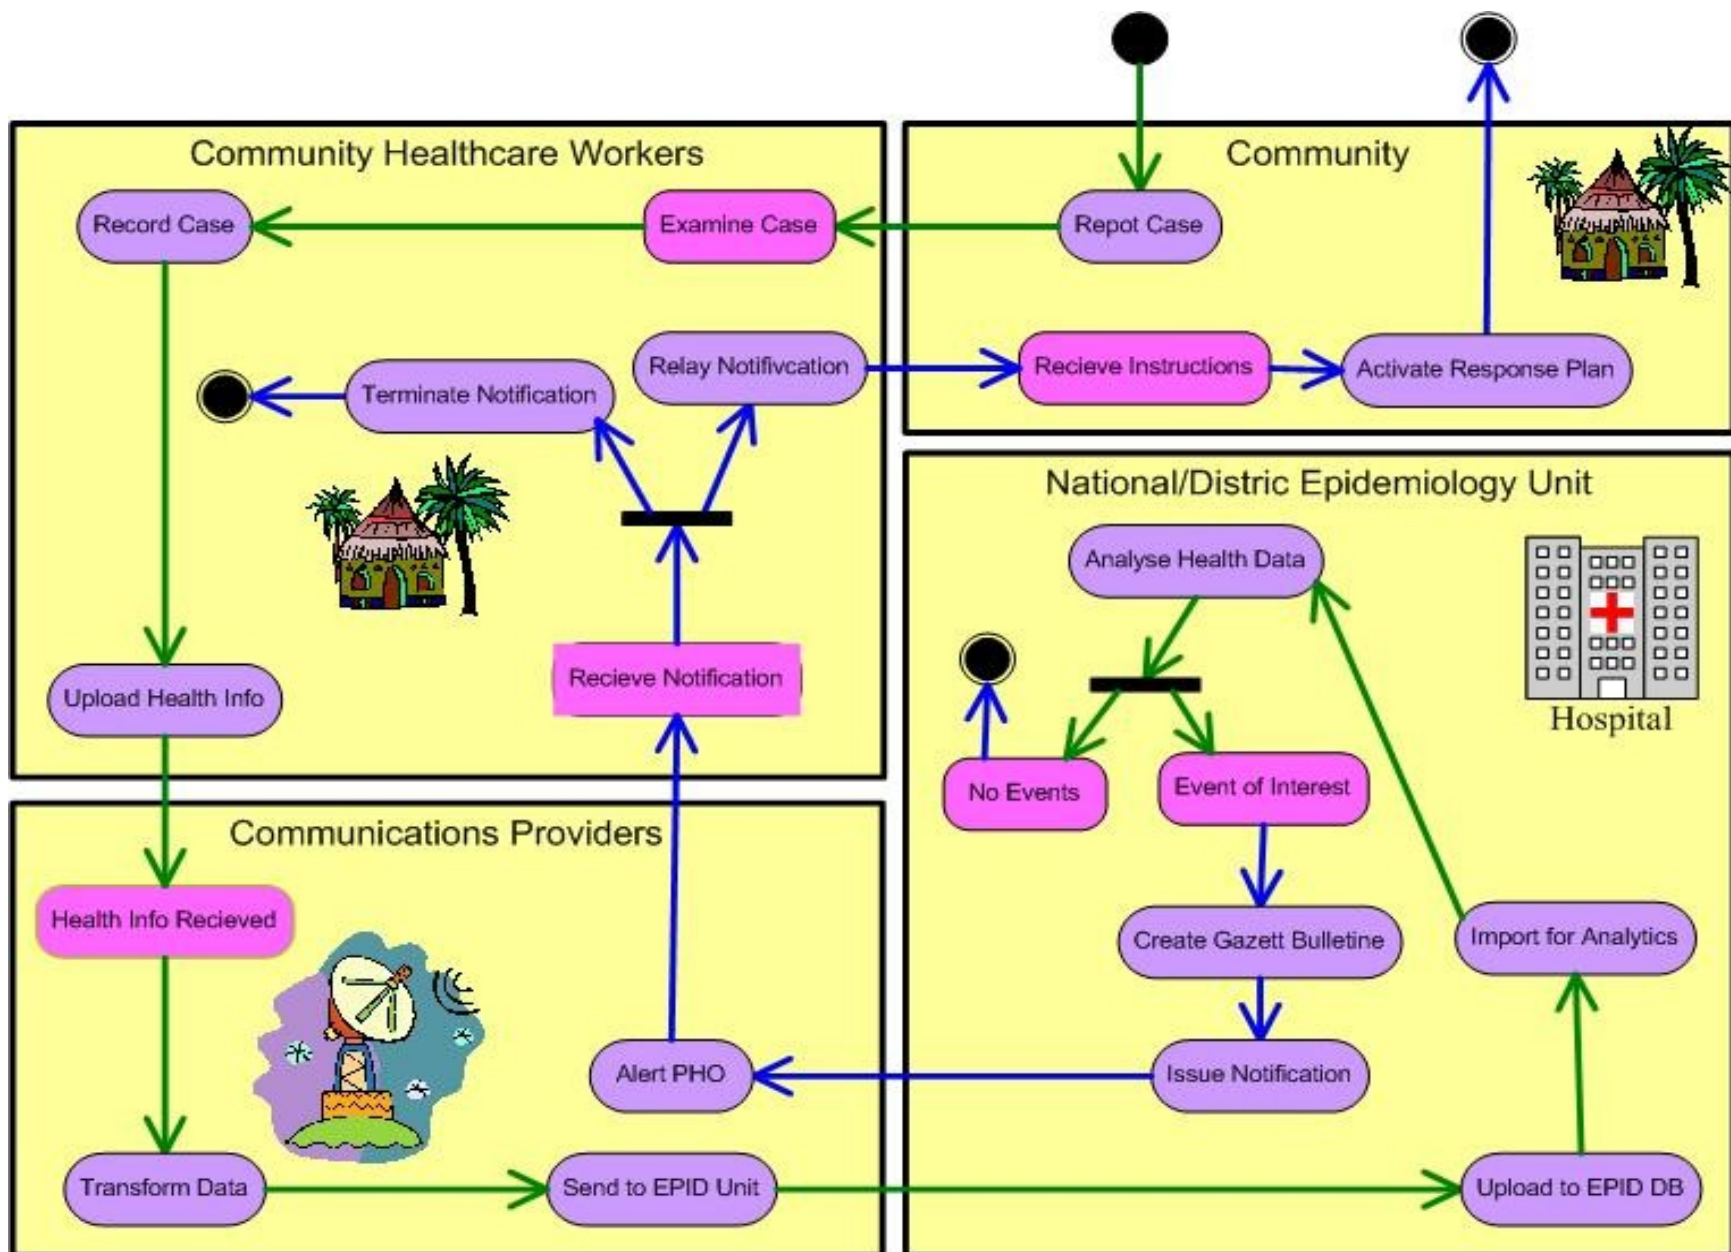 Community Healthcare Workers
Record Case
Examine Case
Terminate Notification
Relay Notifivcation
Recieve Notification
Upload Health Info
Community
Repot Case
Recieve Instructions
Activate Response Plan
Communications Providers
Health Info Recieved
Alert PHO
Transform Data
Send to EPID Unit
National/Distric Epidemiology Unit
Analyse Health Data
Hospital
No Events
Event of Interest
Create Gazett Bulletine
Import for Analytics
Issue Notification
Upload to EPID DB